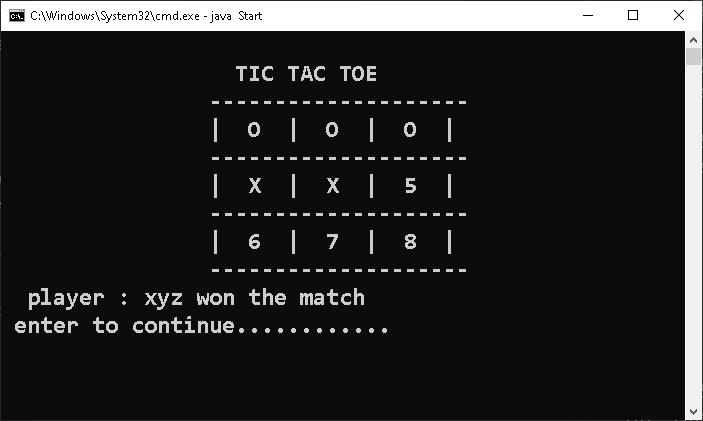 C:\Windows\System32\cmd.exe - java  Start
TIC TAC TOE
--------------------
|  O  |  O  |  O  |
--------------------
|  X  |  X  |  5  |
--------------------
|  6  |  7  |  8  |
--------------------
player : xyz won the match
enter to continue............